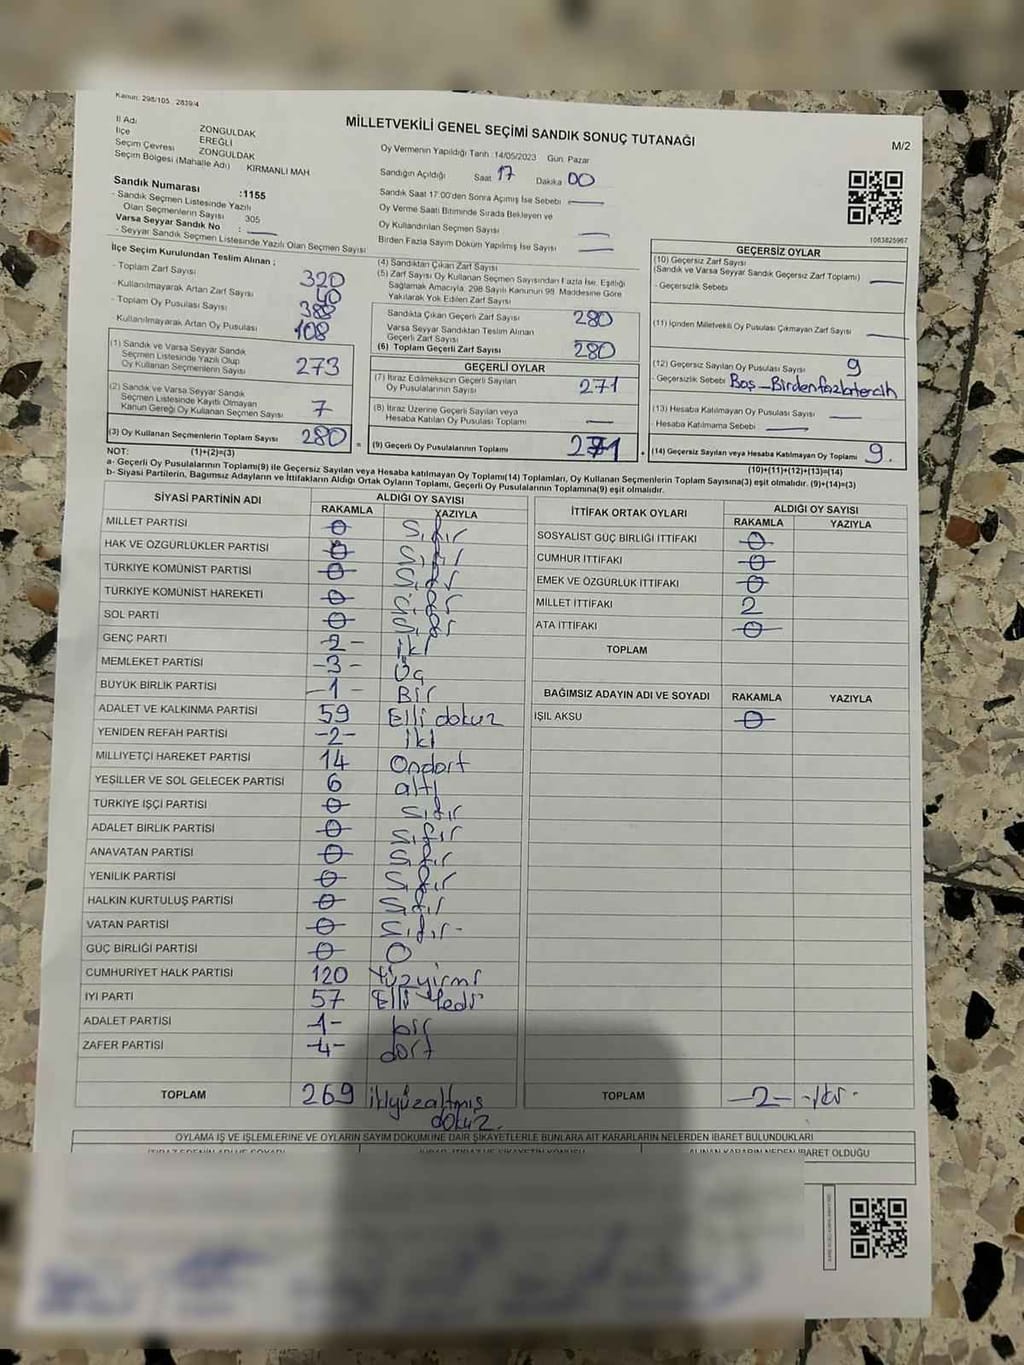 Kanun: 298/105 , 2839/4
MİLLETVEKİLİ GENEL SEÇİMİ SANDIK SONUÇ TUTANAĞI
M/2
İl Adı ZONGULDAK
İlçe EREĞLİ
Seçim Çevresi ZONGULDAK
Seçim Bölgesi (Mahalle Adı) KIRMANLI MAH
Sandık Numarası :1155
- Sandık Seçmen Listesinde Yazılı
Olan Seçmenlerin Sayısı 305
Varsa Seyyar Sandık No : —
- Seyyar Sandık Seçmen Listesinde Yazılı Olan Seçmen Sayısı
Oy Vermenin Yapıldığı Tarih :14/05/2023 Gün: Pazar
Sandığın Açıldığı Saat 17 Dakika 00
Sandık Saat 17:00'den Sonra Açılmış İse Sebebi —
Oy Verme Saati Bitiminde Sırada Bekleyen ve
Oy Kullandırılan Seçmen Sayısı —
Birden Fazla Sayım Döküm Yapılmış İse Sayısı —
1063825967
İlçe Seçim Kurulundan Teslim Alınan ;
- Toplam Zarf Sayısı 320
- Kullanılmayarak Artan Zarf Sayısı 40
- Toplam Oy Pusulası Sayısı 388
- Kullanılmayarak Artan Oy Pusulası 108
(1) Sandık ve Varsa Seyyar Sandık
Seçmen Listesinde Yazılı Olup
Oy Kullanan Seçmenlerin Sayısı 273
(2) Sandık ve Varsa Seyyar Sandık
Seçmen Listesinde Kayıtlı Olmayan
Kanun Gereği Oy Kullanan Seçmen Sayısı 7
(3) Oy Kullanan Seçmenlerin Toplam Sayısı 280
(4) Sandıktan Çıkan Zarf Sayısı
(5) Zarf Sayısı Oy Kullanan Seçmen Sayısından Fazla İse, Eşitliği
Sağlamak Amacıyla, 298 Sayılı Kanunun 98. Maddesine Göre
Yakılarak Yok Edilen Zarf Sayısı
Sandıkta Çıkan Geçerli Zarf Sayısı 280
Varsa Seyyar Sandıktan Teslim Alınan
Geçerli Zarf Sayısı
(6) Toplam Geçerli Zarf Sayısı 280
GEÇERLİ OYLAR
(7) İtiraz Edilmeksizin Geçerli Sayılan
Oy Pusulalarının Sayısı 271
(8) İtiraz Üzerine Geçerli Sayılan veya
Hesaba Katılan Oy Pusulası Toplamı —
(9) Geçerli Oy Pusulalarının Toplamı 271
GEÇERSİZ OYLAR
(10) Geçersiz Zarf Sayısı
(Sandık ve Varsa Seyyar Sandık Geçersiz Zarf Toplamı)
- Geçersizlik Sebebi —
(11) İçinden Milletvekili Oy Pusulası Çıkmayan Zarf Sayısı —
(12) Geçersiz Sayılan Oy Pusulası Sayısı 9
- Geçersizlik Sebebi Boş - Birden fazla tercih
(13) Hesaba Katılmayan Oy Pusulası Sayısı —
- Hesaba Katılmama Sebebi —
(14) Geçersiz Sayılan veya Hesaba Katılmayan Oy Toplamı 9.
NOT: (1)+(2)=(3) (10)+(11)+(12)+(13)=(14)
a- Geçerli Oy Pusulalarının Toplamı(9) ile Geçersiz Sayılan veya Hesaba katılmayan Oy Toplamı(14) Toplamları, Oy Kullanan Seçmenlerin Toplam Sayısına(3) eşit olmalıdır. (9)+(14)=(3)
b- Siyasi Partilerin, Bağımsız Adayların ve İttifakların Aldığı Ortak Oyların Toplamı, Geçerli Oy Pusulalarının Toplamına(9) eşit olmalıdır.
SİYASİ PARTİNİN ADI ALDIĞI OY SAYISI
RAKAMLA YAZIYLA
MİLLET PARTİSİ 0 Sıfır
HAK VE ÖZGÜRLÜKLER PARTİSİ 0 Sıfır
TÜRKİYE KOMÜNİST PARTİSİ 0 Sıfır
TÜRKİYE KOMÜNİST HAREKETİ 0 Sıfır
SOL PARTİ 0 Sıfır
GENÇ PARTİ -2- iki
MEMLEKET PARTİSİ -3- Üç
BÜYÜK BİRLİK PARTİSİ -1- Bir
ADALET VE KALKINMA PARTİSİ 59 Elli dokuz
YENİDEN REFAH PARTİSİ -2- iki
MİLLİYETÇİ HAREKET PARTİSİ 14 Ondört
YEŞİLLER VE SOL GELECEK PARTİSİ 6 altı
TÜRKİYE İŞÇİ PARTİSİ 0 sıfır
ADALET BİRLİK PARTİSİ 0 sıfır
ANAVATAN PARTİSİ 0 Sıfır
YENİLİK PARTİSİ 0 Sıfır
HALKIN KURTULUŞ PARTİSİ 0 Sıfır
VATAN PARTİSİ 0 sıfır-
GÜÇ BİRLİĞİ PARTİSİ 0 0
CUMHURİYET HALK PARTİSİ 120 Yüzyirmi
İYİ PARTİ 57 Elli Yedi
ADALET PARTİSİ -1- bir
ZAFER PARTİSİ -4- dört
TOPLAM 269 ikiyüzaltmış
dokuz.
İTTİFAK ORTAK OYLARI ALDIĞI OY SAYISI
RAKAMLA YAZIYLA
SOSYALİST GÜÇ BİRLİĞİ İTTİFAKI 0
CUMHUR İTTİFAKI 0
EMEK VE ÖZGÜRLÜK İTTİFAKI 0
MİLLET İTTİFAKI 2
ATA İTTİFAKI 0
TOPLAM
BAĞIMSIZ ADAYIN ADI VE SOYADI RAKAMLA YAZIYLA
IŞIL AKSU 0
TOPLAM -2- -iki-
OYLAMA İŞ VE İŞLEMLERİNE VE OYLARIN SAYIM DÖKÜMÜNE DAİR ŞİKAYETLERLE BUNLARA AİT KARARLARIN NELERDEN İBARET BULUNDUKLARI
İTİRAZ EDENİN ADI VE SOYADI
ALINAN KARARIN NEDEN İBARET OLDUĞU